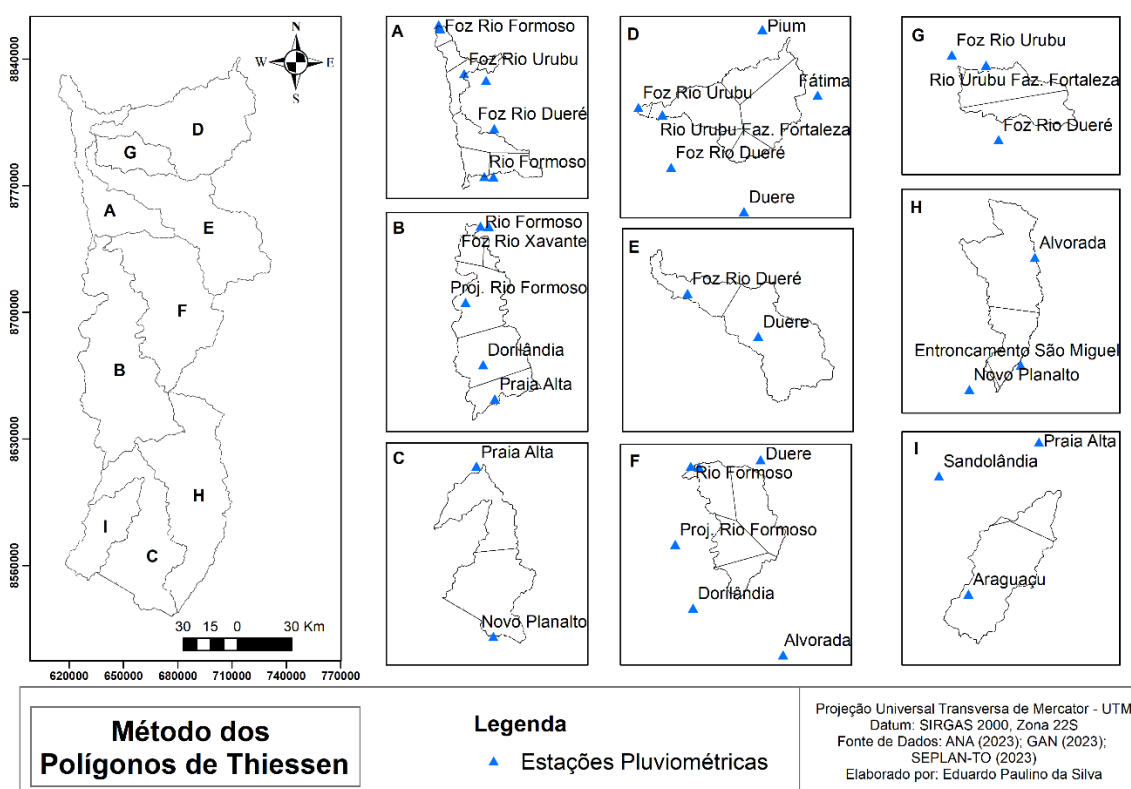 N
W
E
S
8840000
8770000
8700000
8630000
8560000
D
G
A
E
F
B
H
I
C
30 15 0 30 Km
620000 650000 680000 710000 740000 770000
A
Foz Rio Formoso
Foz Rio Urubu
Foz Rio Dueré
Rio Formoso
B
Rio Formoso
Foz Rio Xavante
Proj. Rio Formoso
Dorilândia
Praia Alta
C
Praia Alta
Novo Planalto
D
Pium
Fátima
Foz Rio Urubu
Rio Urubu Faz. Fortaleza
Foz Rio Dueré
Duere
E
Foz Rio Dueré
Duere
F
Duere
Rio Formoso
Proj. Rio Formoso
Dorilândia
Alvorada
G
Foz Rio Urubu
Rio Urubu Faz. Fortaleza
Foz Rio Dueré
H
Alvorada
Entroncamento São Miguel
Novo Planalto
I
Praia Alta
Sandolândia
Araguaçu
Método dos
Polígonos de Thiessen
Legenda
Estações Pluviométricas
Projeção Universal Transversa de Mercator - UTM
Datum: SIRGAS 2000, Zona 22S
Fonte de Dados: ANA (2023); GAN (2023);
SEPLAN-TO (2023)
Elaborado por: Eduardo Paulino da Silva